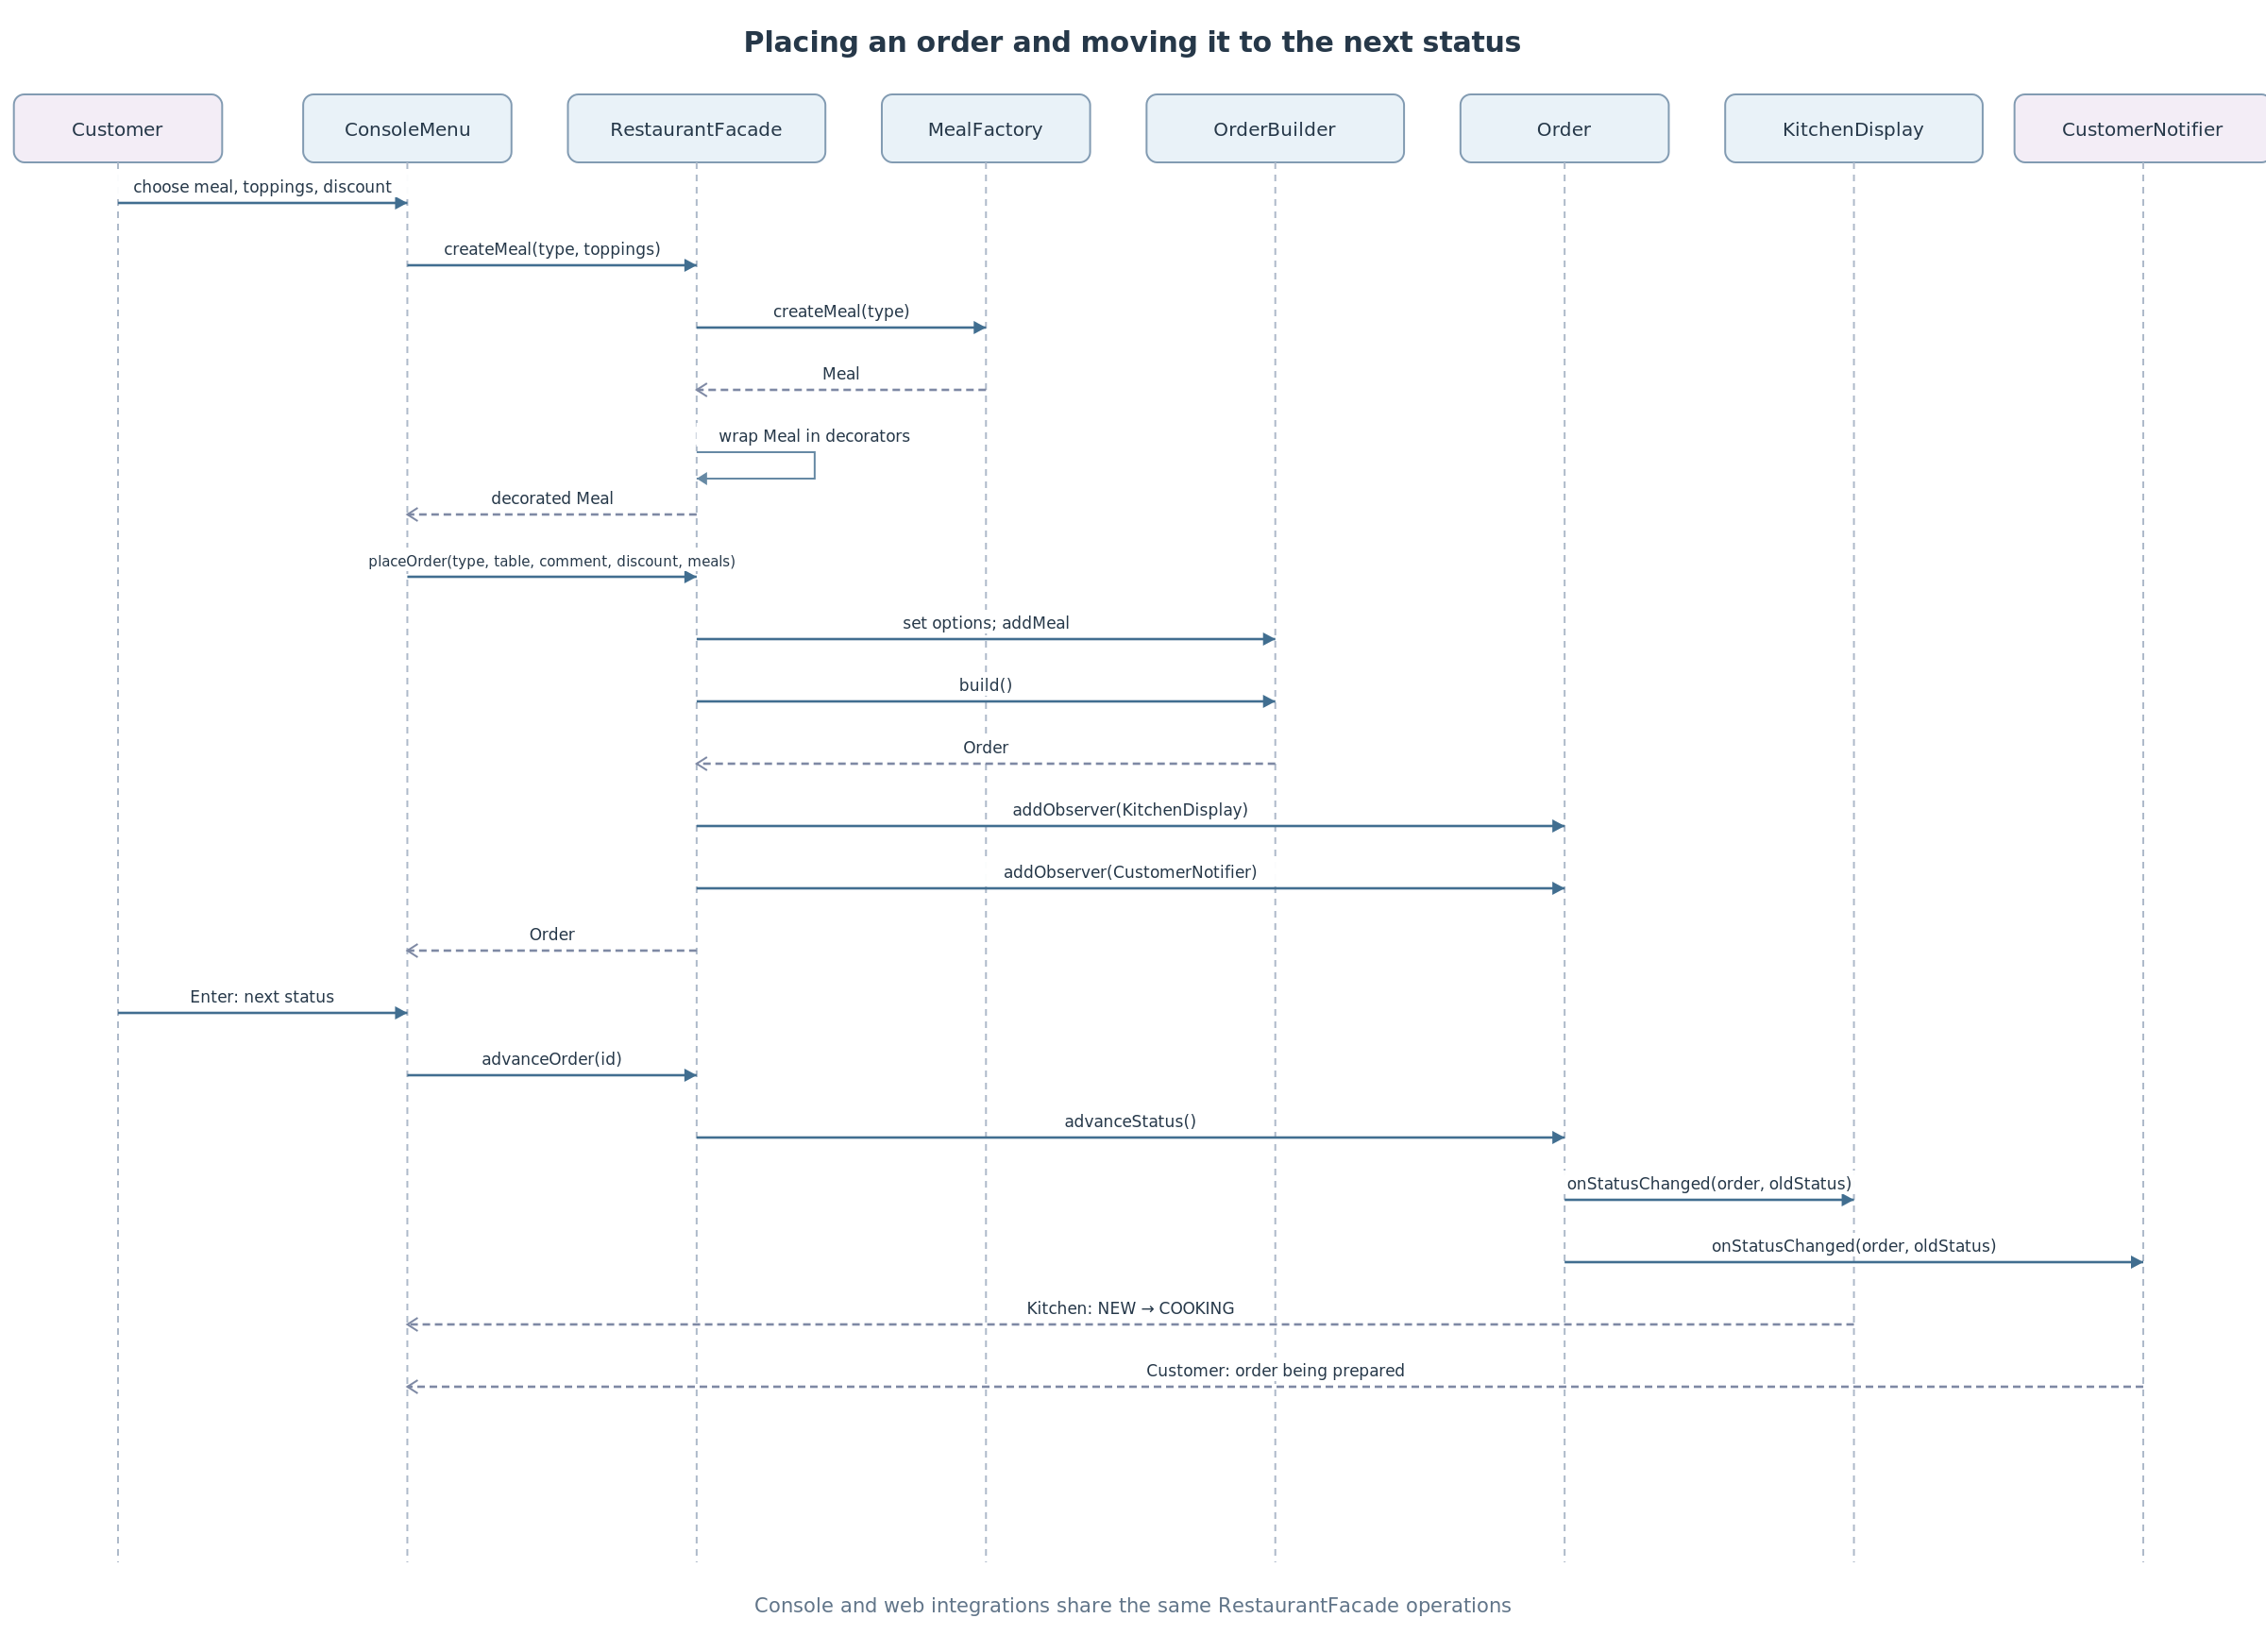 Placing an order and moving it to the next status
Customer
ConsoleMenu
RestaurantFacade
MealFactory
OrderBuilder
Order
KitchenDisplay
CustomerNotifier
choose meal, toppings, discount
createMeal(type, toppings)
createMeal(type)
Meal
wrap Meal in decorators
decorated Meal
placeOrder(type, table, comment, discount, meals)
set options; addMeal
build()
Order
addObserver(KitchenDisplay)
addObserver(CustomerNotifier)
Order
Enter: next status
advanceOrder(id)
advanceStatus()
onStatusChanged(order, oldStatus)
onStatusChanged(order, oldStatus)
Kitchen: NEW → COOKING
Customer: order being prepared
Console and web integrations share the same RestaurantFacade operations